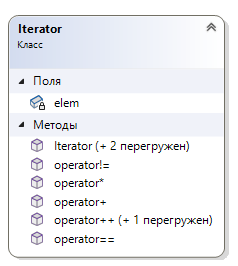 Iterator
Класс
Поля
elem
Методы
Iterator (+ 2 перегружен)
operator!=
operator*
operator+
operator++ (+ 1 перегружен)
operator==